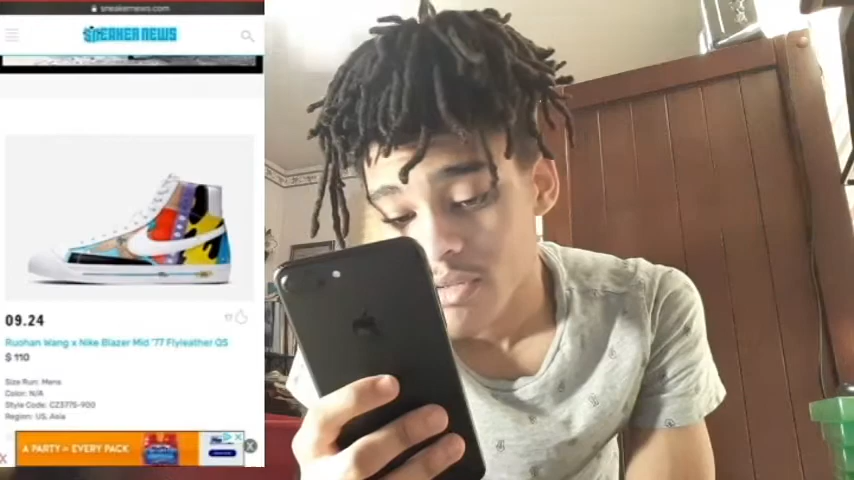 sneakernews.com
SNEAKER NEWS
09.24
Ruohan Wang x Nike Blazer Mid '77 Flyleather QS
$ 110
Size Run: Mens
Color: N/A
Style Code: CZ3775-900
Region: US, Asia
A PARTY IN EVERY PACK